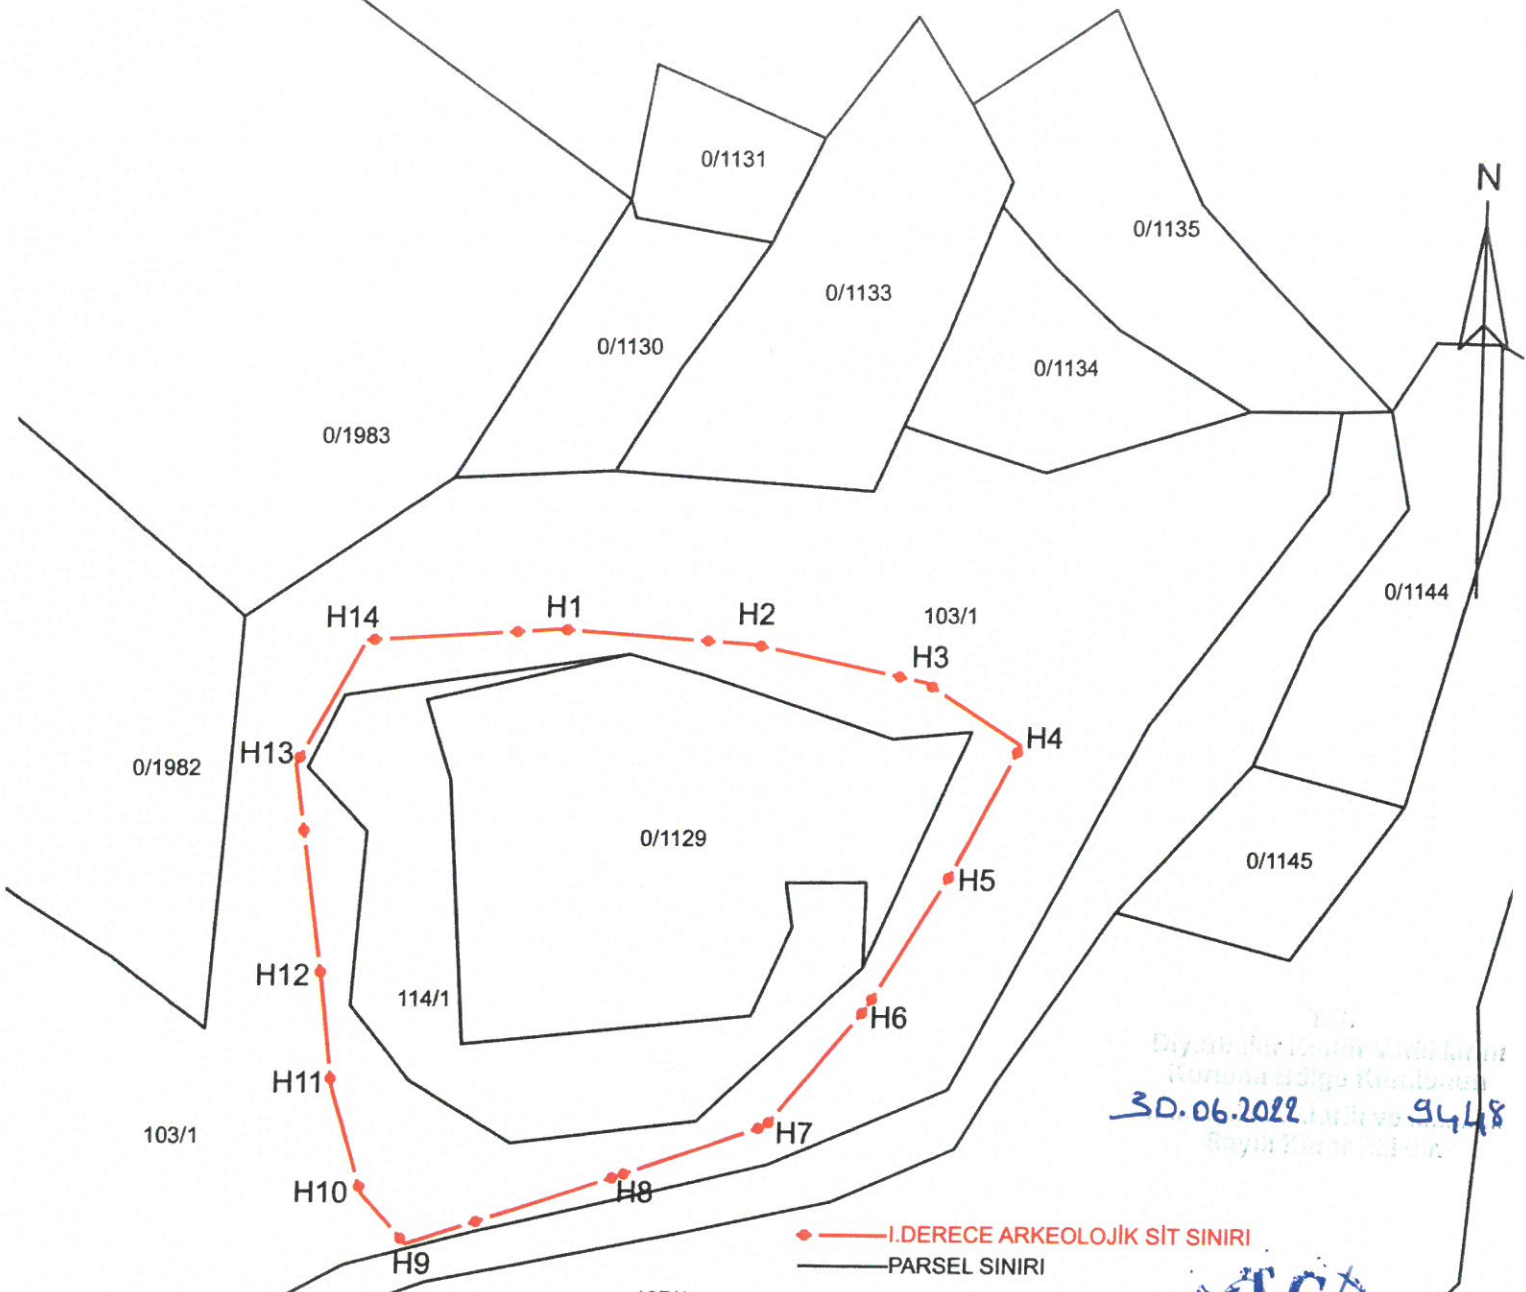 0/1131
N
0/1135
0/1133
0/1130
0/1134
0/1983
0/1144
H14
H1
H2
103/1
H3
H4
H13
0/1982
0/1129
0/1145
H5
H12
114/1
H6
H11
30.06.2022 9448
103/1
H7
H10
H8
I.DERECE ARKEOLOJİK SİT SINIRI
H9
PARSEL SINIRI